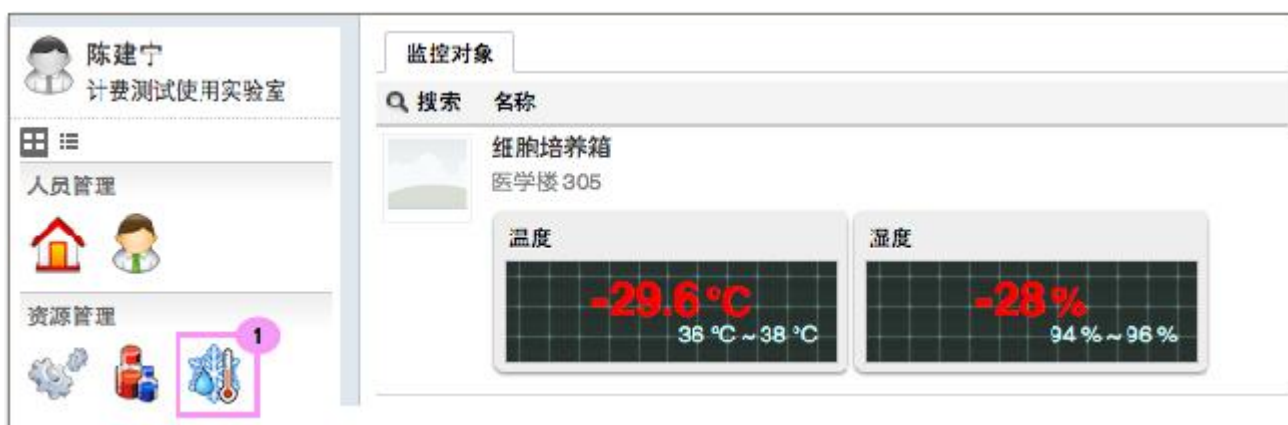 陈建宁
计费测试使用实验室
人员管理
资源管理
1
监控对象
搜索 名称
细胞培养箱
医学楼 305
温度
-29.6 ℃
36 ℃ ~ 38 ℃
湿度
-28 %
94 % ~ 96 %